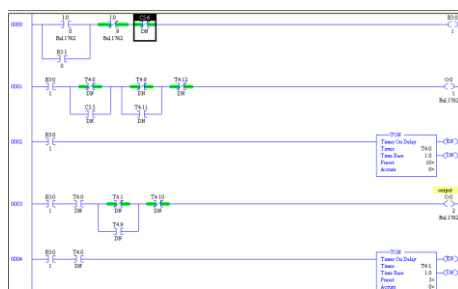 0000
I:0 I:0 C5:6 B3:0
8 9 DN 1
Bul.1762 Bul.1762
B3:1
0
0001
B3:0 T4:0 T4:9 T4:12 O:0
1 DN DN DN 1
Bul.1762
C5:5 T4:11
DN DN
0002
B3:0
1
TON
Timer On Delay
Timer T4:0
Time Base 1.0
Preset 10<
Accum 0<
EN
DN
output
0003
B3:0 T4:0 T4:1 T4:10 O:0
1 DN DN DN 2
Bul.1762
T4:8
DN
0004
B3:0 T4:0
1 DN
TON
Timer On Delay
Timer T4:1
Time Base 1.0
Preset 5<
Accum 0<
EN
DN